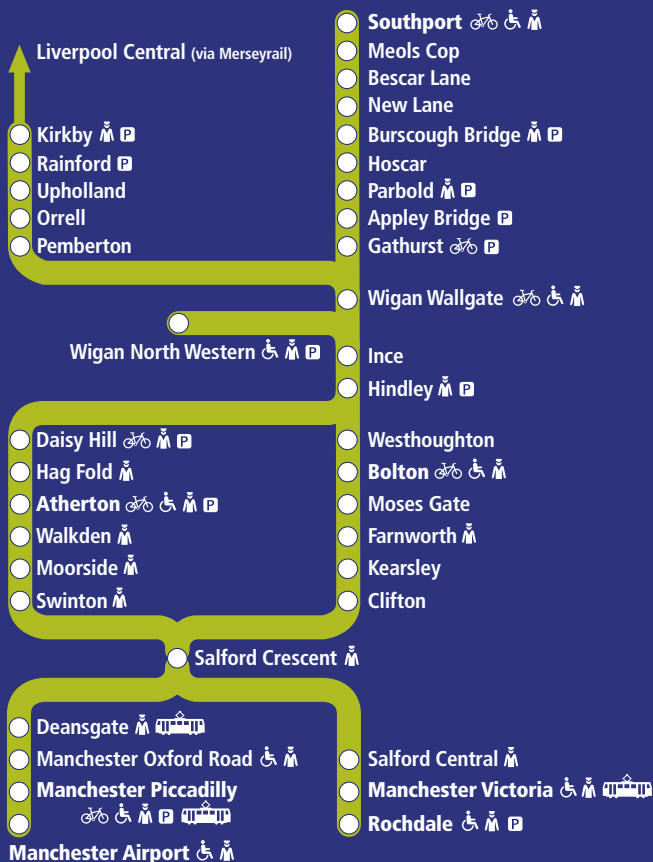 Southport
Liverpool Central (via Merseyrail)
Meols Cop
Bescar Lane
New Lane
Kirkby P
Burscough Bridge P
Rainford P
Hoscar
Upholland
Parbold P
Orrell
Appley Bridge P
Pemberton
Gathurst P
Wigan Wallgate
Wigan North Western P
Ince
Hindley P
Daisy Hill P
Westhoughton
Hag Fold
Bolton
Atherton P
Moses Gate
Walkden
Farnworth
Moorside
Kearsley
Swinton
Clifton
Salford Crescent
Deansgate
Manchester Oxford Road
Salford Central
Manchester Piccadilly
P
Manchester Victoria
Rochdale P
Manchester Airport